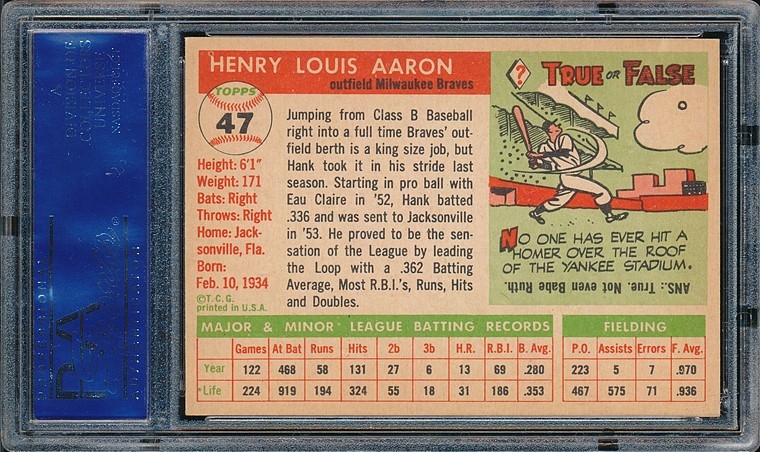 HENRY LOUIS AARON
outfield Milwaukee Braves
TOPPS
47
Height: 6'1"
Weight: 171
Bats: Right
Throws: Right
Home: Jack-
sonville, Fla.
Born:
Feb. 10, 1934
©T.C.G.
printed in U.S.A.
Jumping from Class B Baseball
right into a full time Braves' out-
field berth is a king size job, but
Hank took it in his stride last
season. Starting in pro ball with
Eau Claire in '52, Hank batted
.336 and was sent to Jacksonville
in '53. He proved to be the sen-
sation of the League by leading
the Loop with a .362 Batting
Average, Most R.B.I.'s, Runs, Hits
and Doubles.
? TRUE OR FALSE
NO ONE HAS EVER HIT A
HOMER OVER THE ROOF
OF THE YANKEE STADIUM.
ANS.: True. Not even Babe Ruth.
MAJOR & MINOR* LEAGUE BATTING RECORDS FIELDING
Games At Bat Runs Hits 2b 3b H.R. R.B.I. B. Avg. P.O. Assists Errors F. Avg.
Year 122 468 58 131 27 6 13 69 .280 223 5 7 .970
*Life 224 919 194 324 55 18 31 186 .353 467 575 71 .936